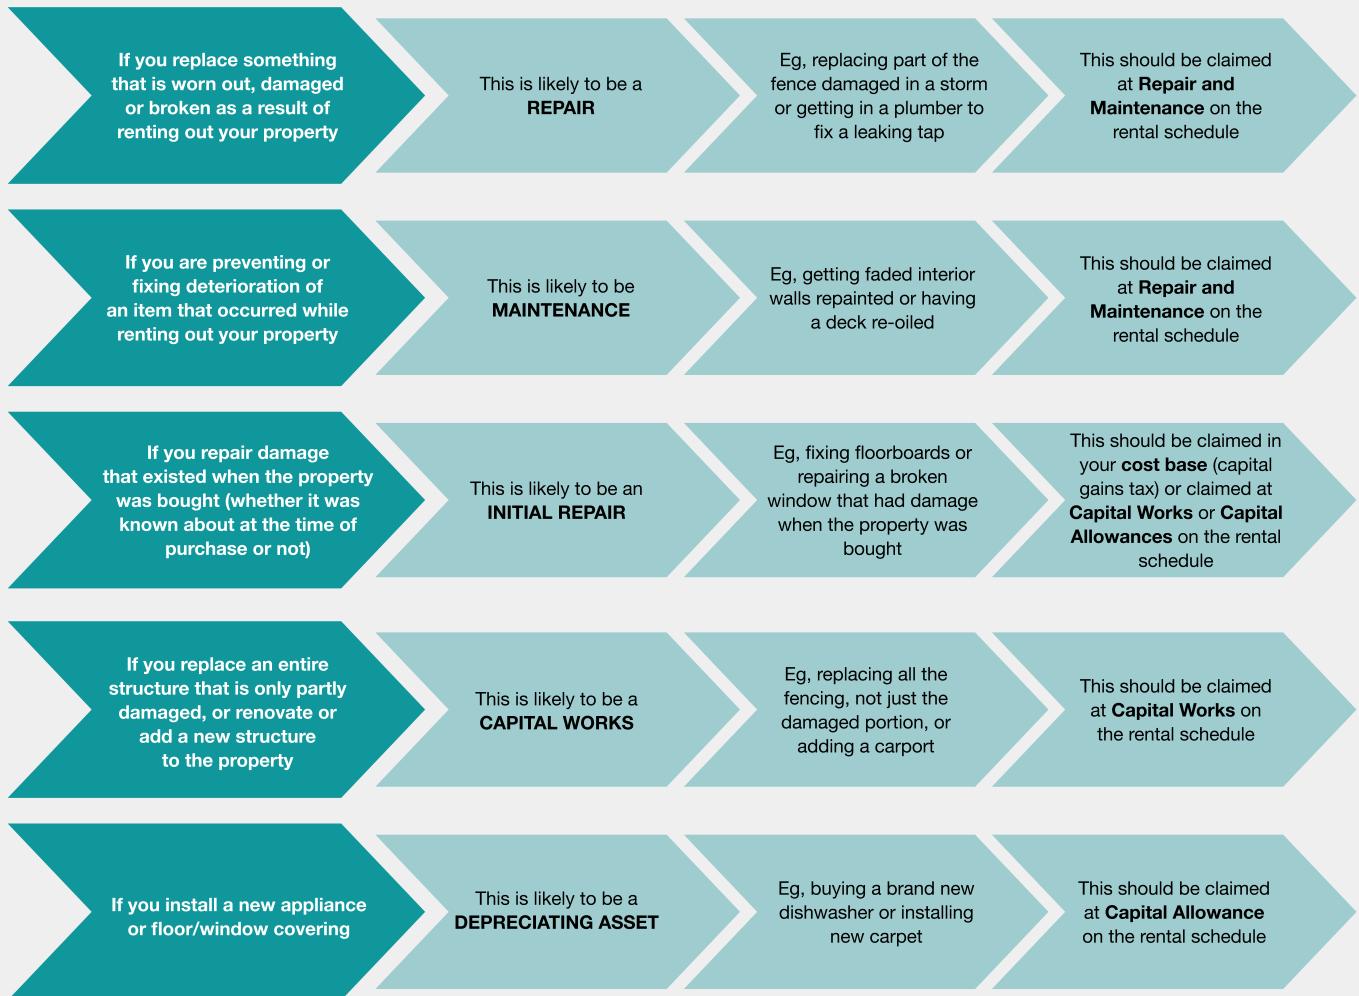 If you replace something
that is worn out, damaged
or broken as a result of
renting out your property
This is likely to be a
REPAIR
Eg, replacing part of the
fence damaged in a storm
or getting in a plumber to
fix a leaking tap
This should be claimed
at Repair and
Maintenance on the
rental schedule
If you are preventing or
fixing deterioration of
an item that occurred while
renting out your property
This is likely to be
MAINTENANCE
Eg, getting faded interior
walls repainted or having
a deck re-oiled
This should be claimed
at Repair and
Maintenance on the
rental schedule
If you repair damage
that existed when the property
was bought (whether it was
known about at the time of
purchase or not)
This is likely to be an
INITIAL REPAIR
Eg, fixing floorboards or
repairing a broken
window that had damage
when the property was
bought
This should be claimed in
your cost base (capital
gains tax) or claimed at
Capital Works or Capital
Allowances on the rental
schedule
If you replace an entire
structure that is only partly
damaged, or renovate or
add a new structure
to the property
This is likely to be a
CAPITAL WORKS
Eg, replacing all the
fencing, not just the
damaged portion, or
adding a carport
This should be claimed
at Capital Works on
the rental schedule
If you install a new appliance
or floor/window covering
This is likely to be a
DEPRECIATING ASSET
Eg, buying a brand new
dishwasher or installing
new carpet
This should be claimed
at Capital Allowance
on the rental schedule